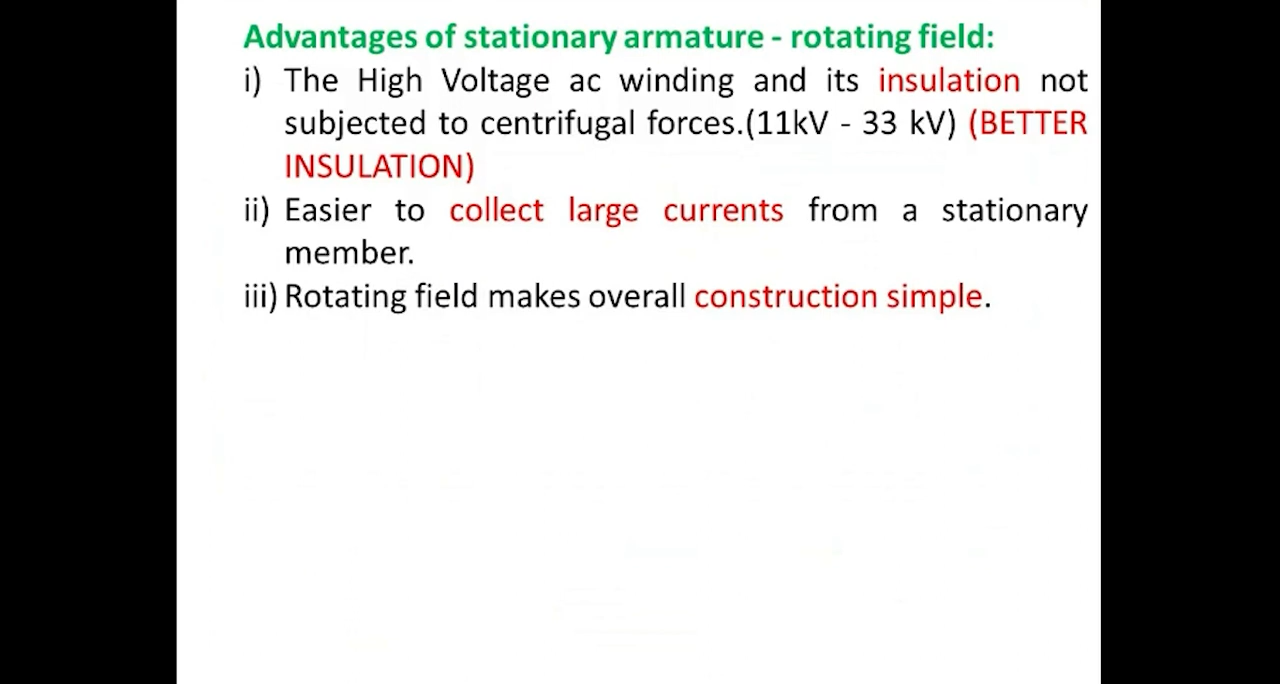 Advantages of stationary armature - rotating field:
i) The High Voltage ac winding and its insulation not
subjected to centrifugal forces.(11kV - 33 kV) (BETTER
INSULATION)
ii) Easier to collect large currents from a stationary
member.
iii) Rotating field makes overall construction simple.